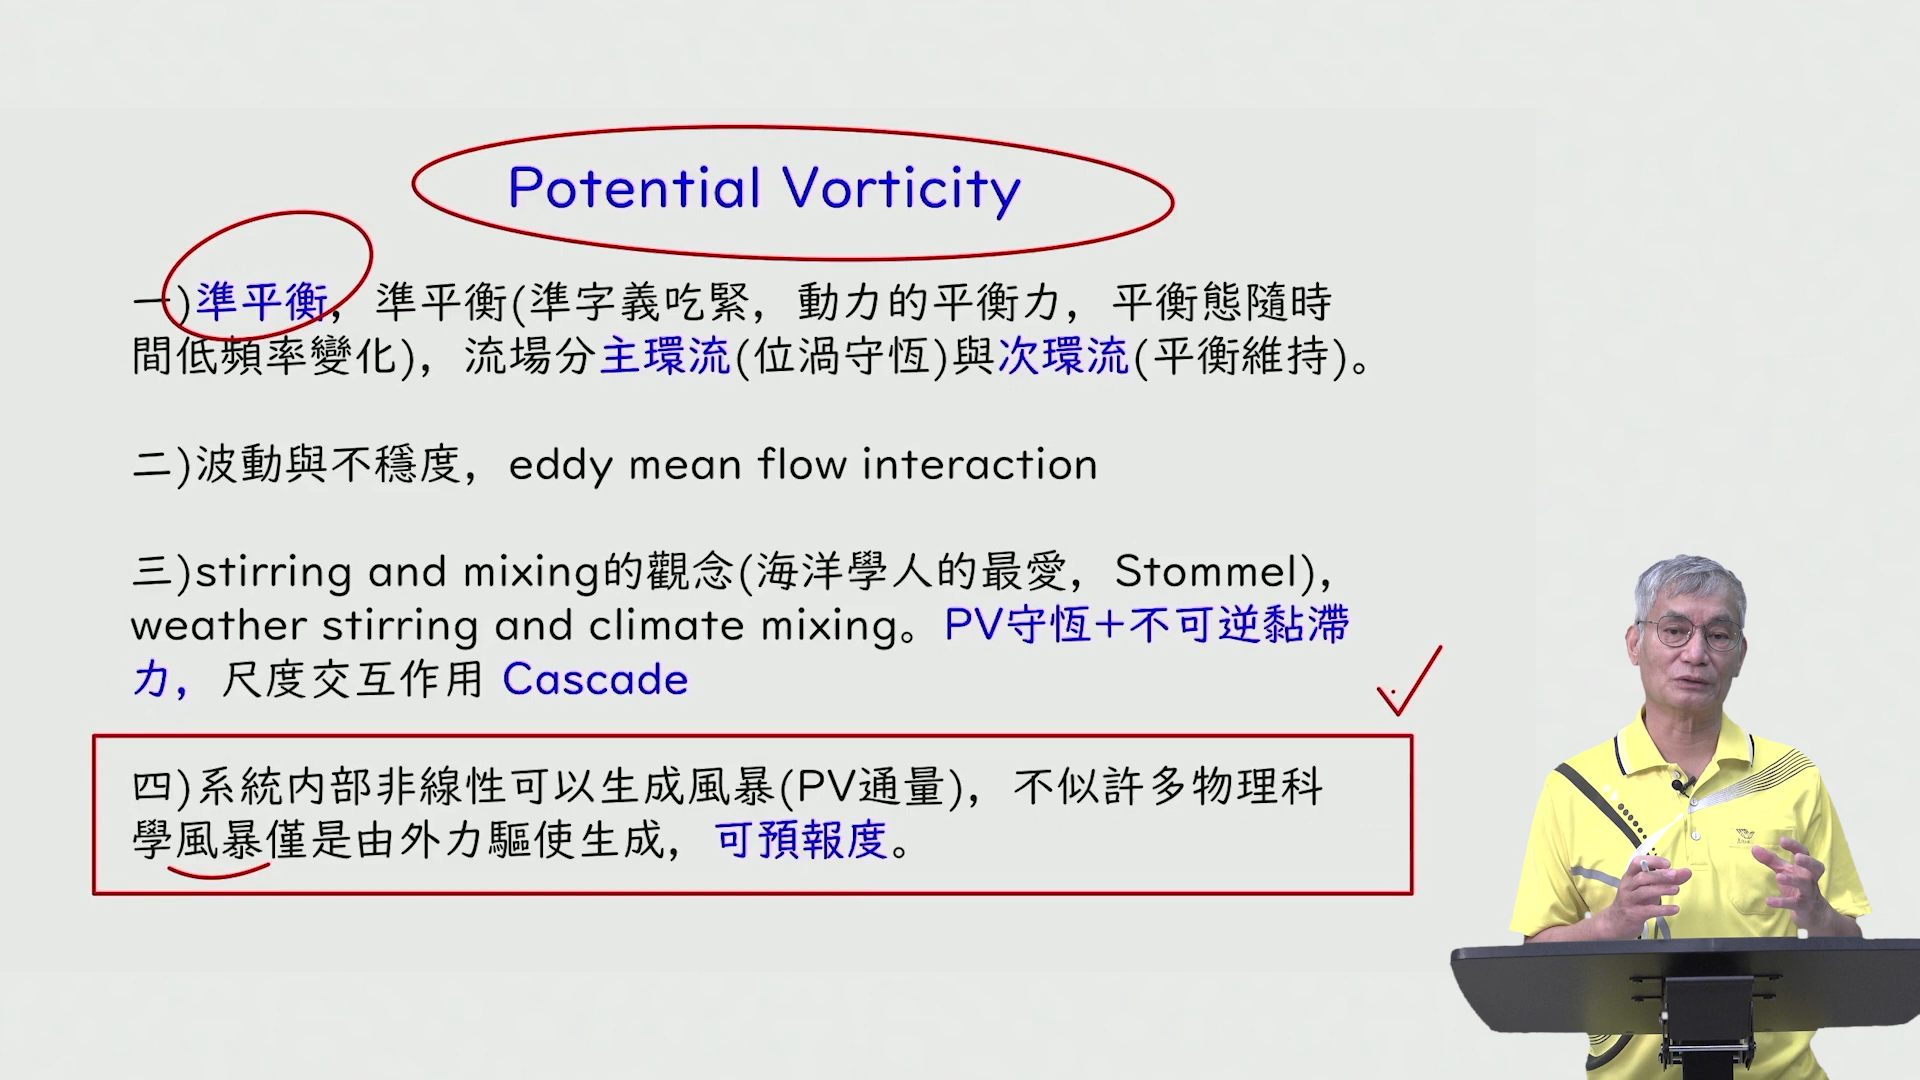 Potential Vorticity
一)準平衡，準平衡(準字義吃緊，動力的平衡力，平衡態隨時
間低頻率變化)，流場分主環流(位渦守恆)與次環流(平衡維持)。
二)波動與不穩度，eddy mean flow interaction
三)stirring and mixing的觀念(海洋學人的最愛，Stommel)，
weather stirring and climate mixing。PV守恆+不可逆黏滯
力，尺度交互作用 Cascade
四)系統內部非線性可以生成風暴(PV通量)，不似許多物理科
學風暴僅是由外力驅使生成，可預報度。